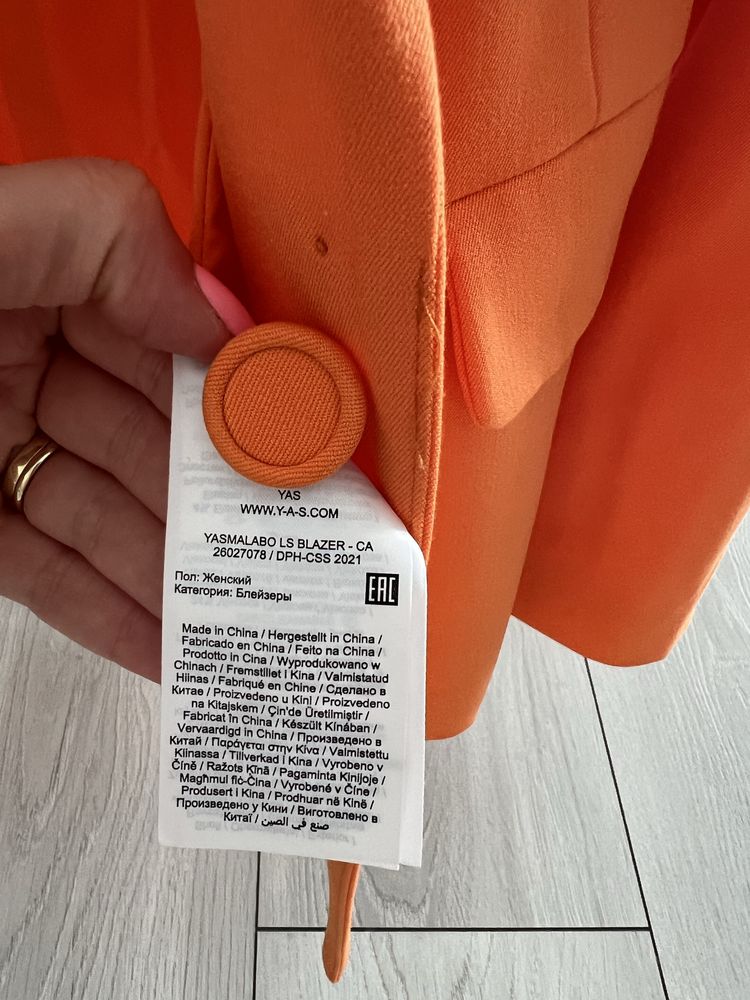 YAS
WWW.Y-A-S.COM
YASMALABO LS BLAZER - CA
26027078 / DPH-CSS 2021
Пол: Женский
Категория: Блейзеры
EAC
Made in China / Hergestellt in China /
Fabricado en China / Feito na China /
Prodotto in Cina / Wyprodukowano w
Chinach / Fremstillet i Kina / Valmistatud
Hiinas / Fabriqué en Chine / Сделано в
Китае / Proizvedeno u Kini / Proizvedeno
na Kitajskem / Çin'de Üretilmiştir /
Fabricat în China / Készült Kínában /
Vervaardigd in China / Произведено в
Китай / Παράγεται στην Κίνα / Valmistettu
Kiinassa / Tillverkad i Kina / Vyrobeno v
Číně / Ražots Ķīnā / Pagaminta Kinijoje /
Magħmul fiċ-Ċina / Vyrobené v Číne /
Produsert i Kina / Prodhuar në Kinë /
Произведено у Кини / Виготовлено в
Китаї / صنع في الصين